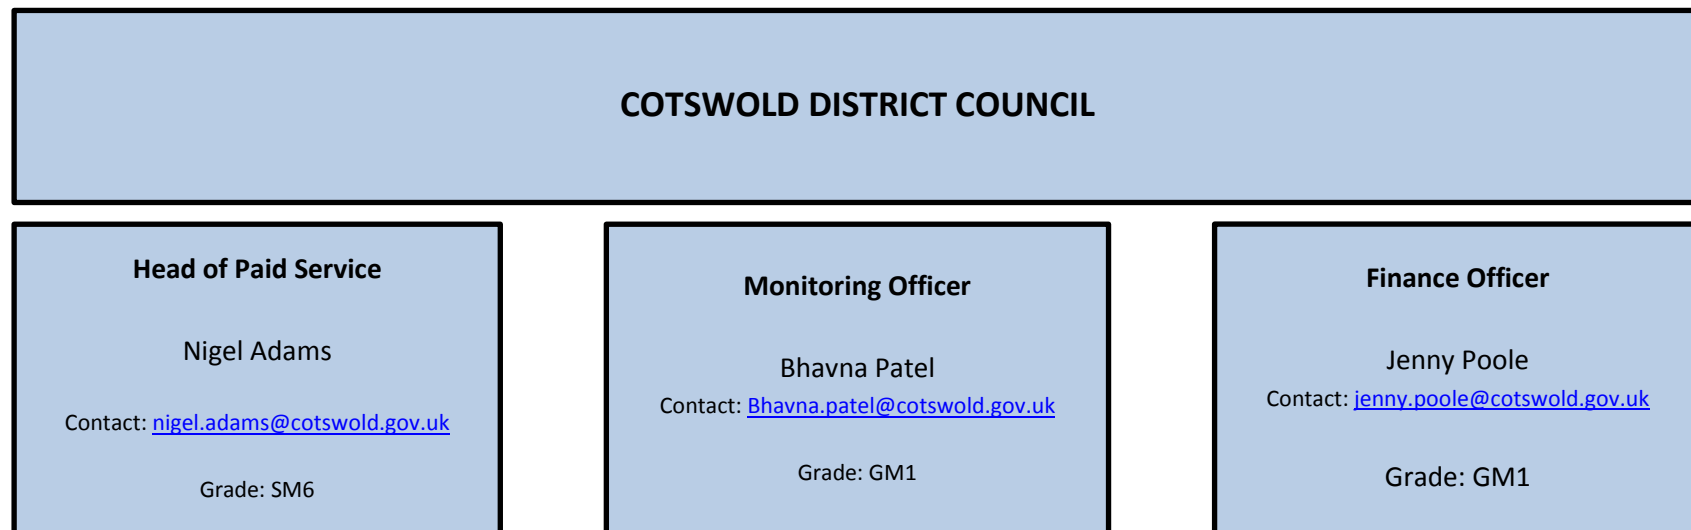 COTSWOLD DISTRICT COUNCIL
Head of Paid Service
Nigel Adams
Contact: nigel.adams@cotswold.gov.uk
Grade: SM6
Monitoring Officer
Bhavna Patel
Contact: Bhavna.patel@cotswold.gov.uk
Grade: GM1
Finance Officer
Jenny Poole
Contact: jenny.poole@cotswold.gov.uk
Grade: GM1